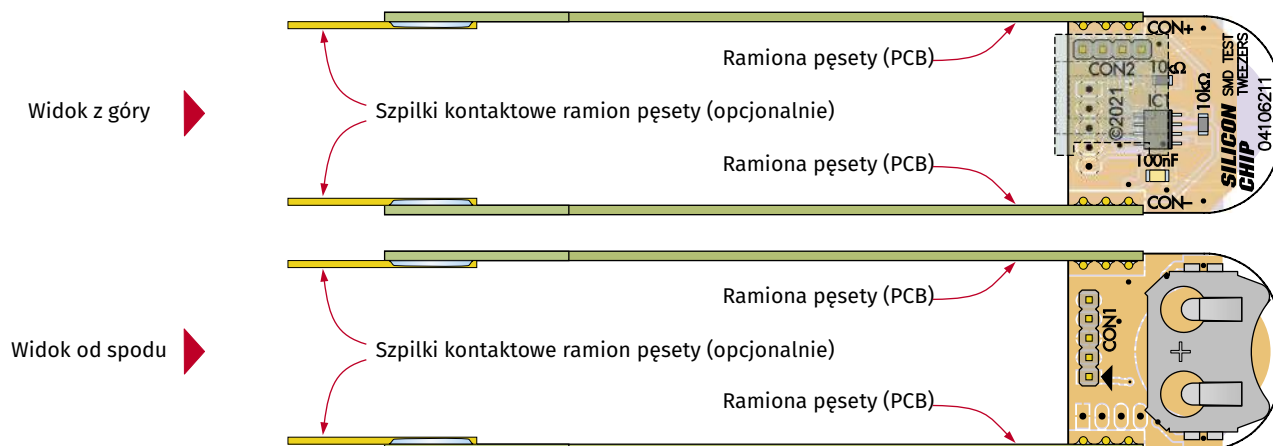 Ramiona pęsety (PCB)
Widok z góry
Szpilki kontaktowe ramion pęsety (opcjonalnie)
Ramiona pęsety (PCB)
CON+
CON2
10kΩ
IC1
©2021
100nF
10kΩ
CON–
SILICON
CHIP
SMD TEST
TWEEZERS
04106211
Ramiona pęsety (PCB)
Widok od spodu
Szpilki kontaktowe ramion pęsety (opcjonalnie)
Ramiona pęsety (PCB)
CON1
+